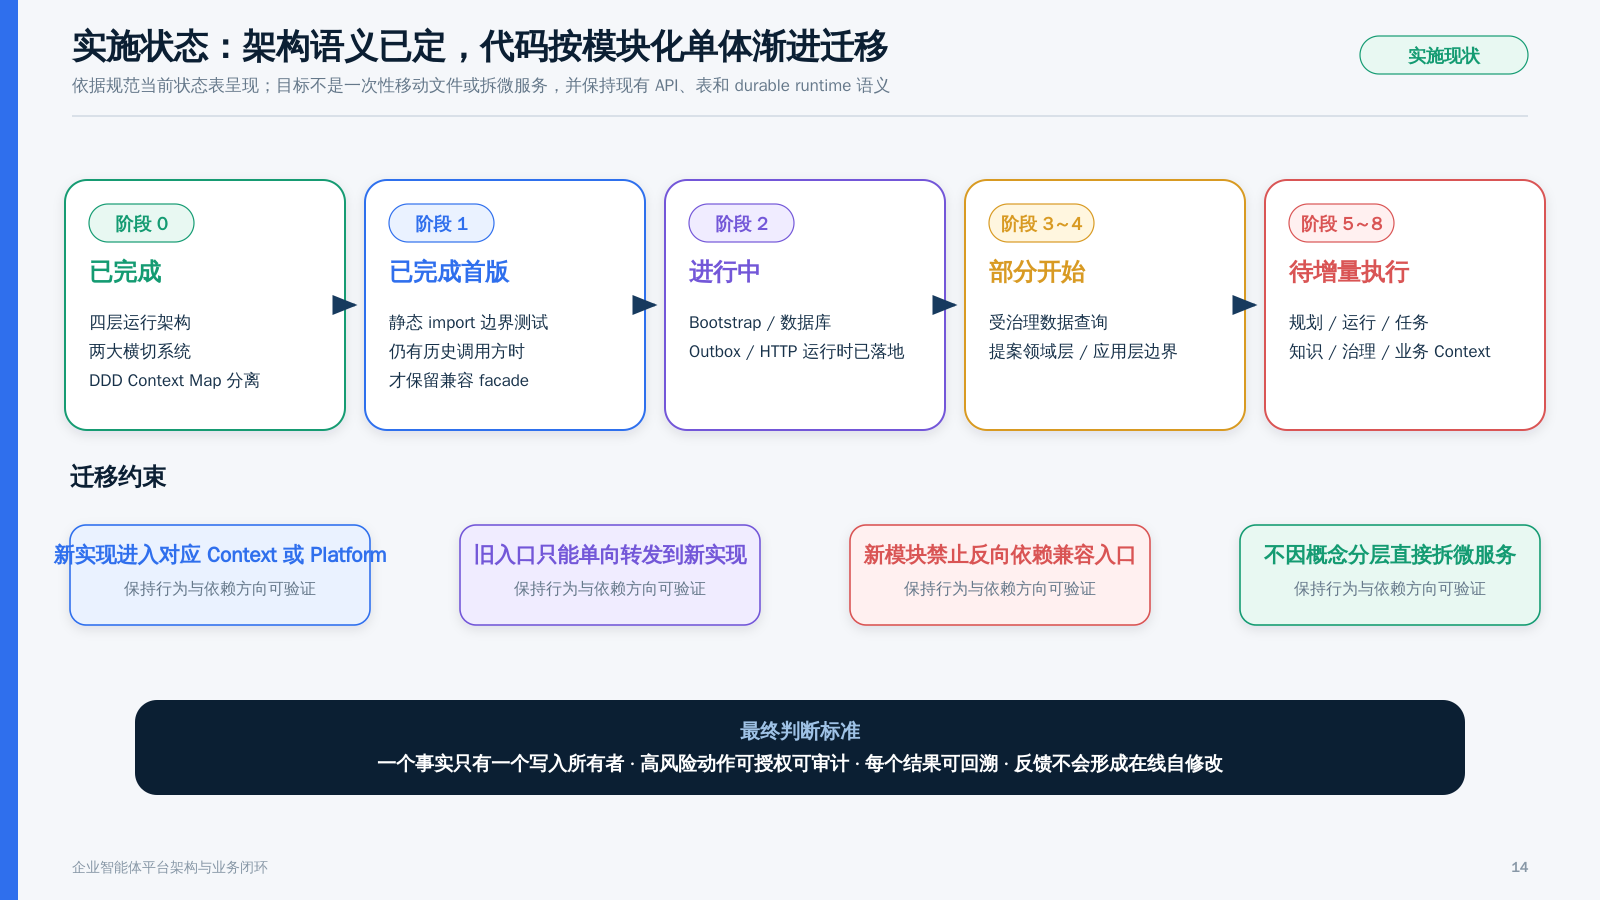 实施状态：架构语义已定，代码按模块化单体渐进迁移
实施现状
依据规范当前状态表呈现；目标不是一次性移动文件或拆微服务，并保持现有 API、表和 durable runtime 语义
阶段 0
已完成
四层运行架构
两大横切系统
DDD Context Map 分离
阶段 1
已完成首版
静态 import 边界测试
仍有历史调用方时
才保留兼容 facade
阶段 2
进行中
Bootstrap / 数据库
Outbox / HTTP 运行时已落地
阶段 3～4
部分开始
受治理数据查询
提案领域层 / 应用层边界
阶段 5～8
待增量执行
规划 / 运行 / 任务
知识 / 治理 / 业务 Context
迁移约束
新实现进入对应 Context 或 Platform
保持行为与依赖方向可验证
旧入口只能单向转发到新实现
保持行为与依赖方向可验证
新模块禁止反向依赖兼容入口
保持行为与依赖方向可验证
不因概念分层直接拆微服务
保持行为与依赖方向可验证
最终判断标准
一个事实只有一个写入所有者 · 高风险动作可授权可审计 · 每个结果可回溯 · 反馈不会形成在线自修改
企业智能体平台架构与业务闭环
14